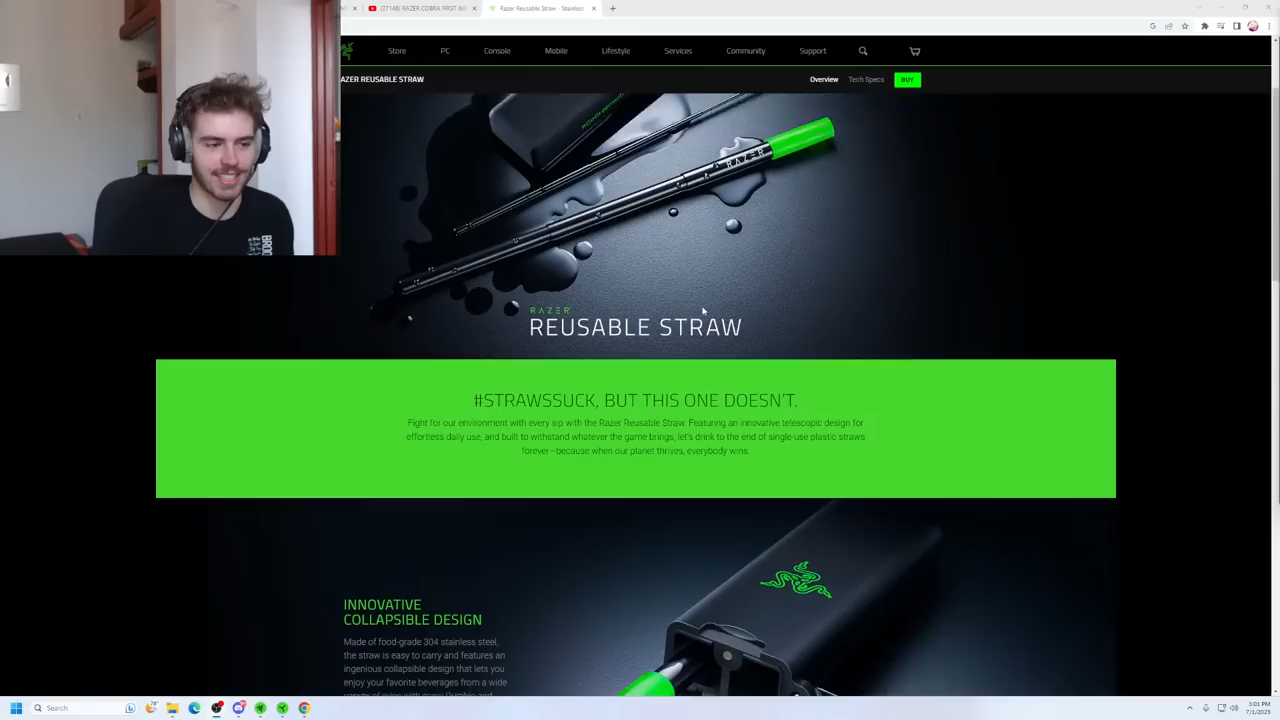 (27148) RAZER COBRA FIRST IM
Razer Reusable Straw - Stainless
Store
PC
Console
Mobile
Lifestyle
Services
Community
Support
AZER REUSABLE STRAW
Overview
Tech Specs
BUY
RAZER
RAZER
REUSABLE STRAW
#STRAWSSUCK, BUT THIS ONE DOESN'T.
Fight for our environment with every sip with the Razer Reusable Straw. Featuring an innovative telescopic design for
effortless daily use, and built to withstand whatever the game brings, let's drink to the end of single-use plastic straws
forever—because when our planet thrives, everybody wins.
INNOVATIVE
COLLAPSIBLE DESIGN
Made of food-grade 304 stainless steel,
the straw is easy to carry and features an
ingenious collapsible design that lets you
enjoy your favorite beverages from a wide
Search
78°
3:01 PM
7/1/2023